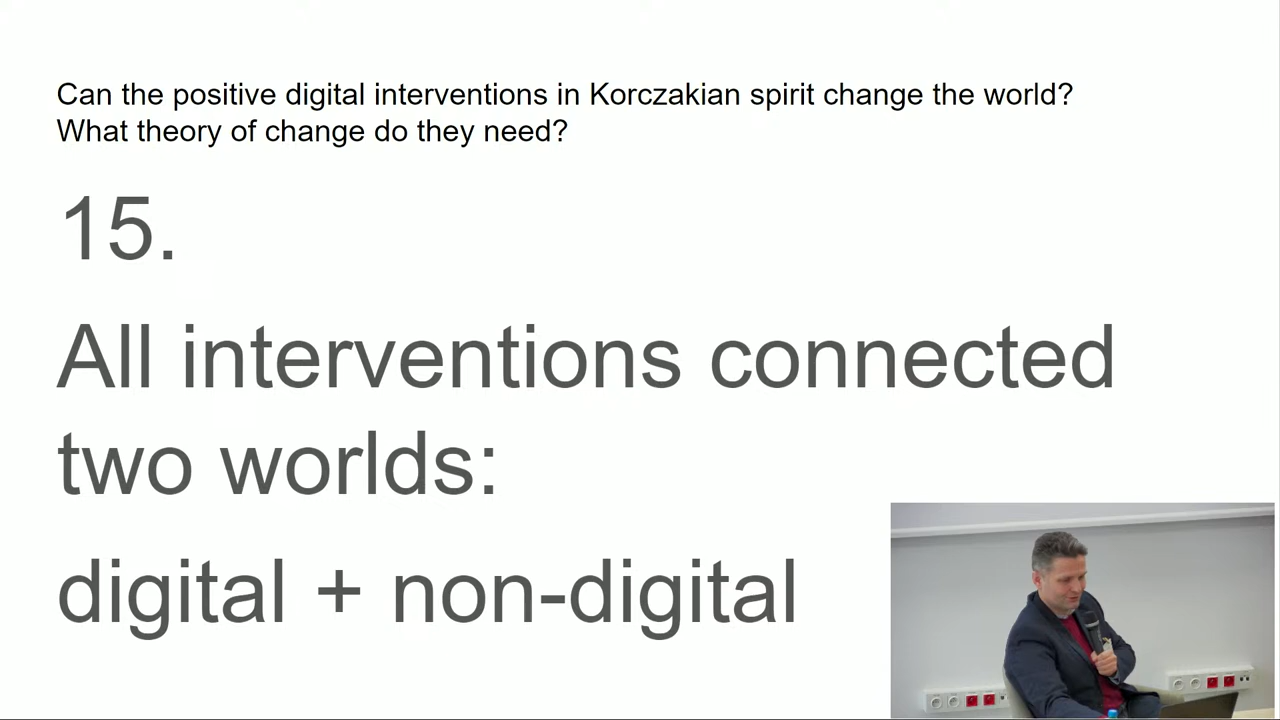 Can the positive digital interventions in Korczakian spirit change the world?
What theory of change do they need?
15.
All interventions connected
two worlds:
digital + non-digital